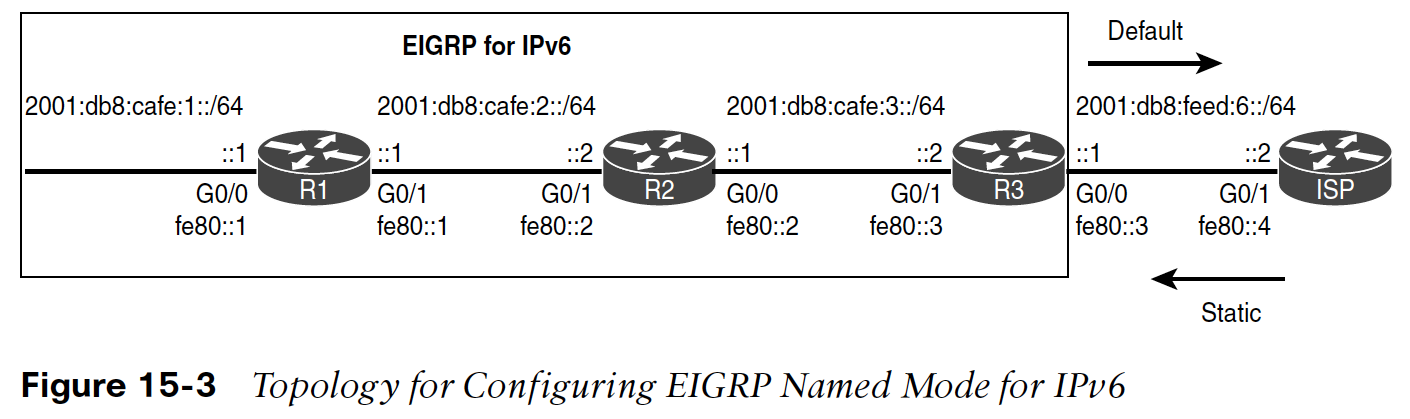 EIGRP for IPv6
Default
2001:db8:cafe:1::/64 2001:db8:cafe:2::/64 2001:db8:cafe:3::/64 2001:db8:feed:6::/64
::1 ::1 ::2 ::1 ::2 ::1 ::2
R1 R2 R3 ISP
G0/0 G0/1 G0/1 G0/0 G0/1 G0/0 G0/1
fe80::1 fe80::1 fe80::2 fe80::2 fe80::3 fe80::3 fe80::4
Static
Figure 15-3 Topology for Configuring EIGRP Named Mode for IPv6